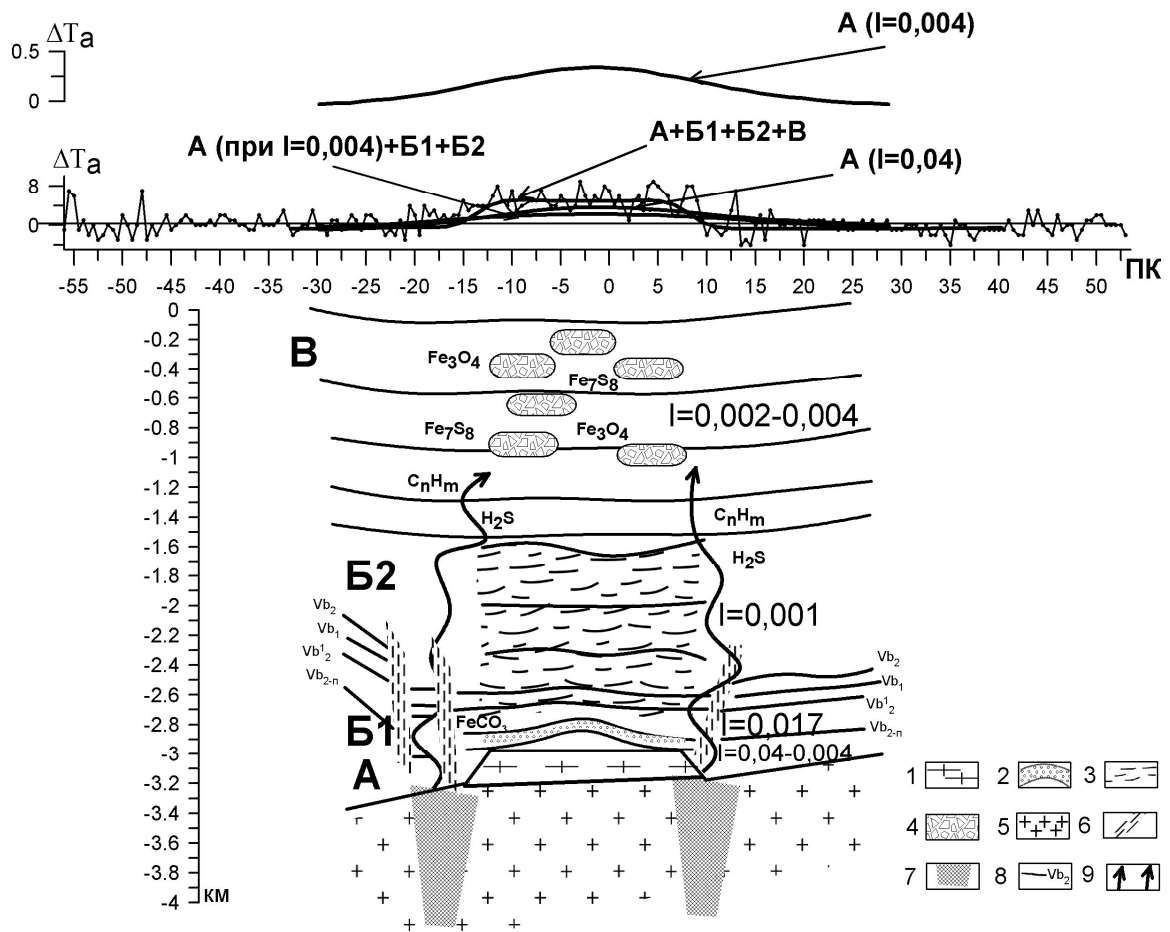 ΔTa
0.5
0
A (I=0,004)
A (при I=0,004)+Б1+Б2
A+Б1+Б2+В
A (I=0,04)
ΔTa
8
0
ПК
-55 -50 -45 -40 -35 -30 -25 -20 -15 -10 -5 0 5 10 15 20 25 30 35 40 45 50
0
В
-0.2
Fe3O4
-0.4
Fe7S8
-0.6
I=0,002-0,004
-0.8
Fe7S8 Fe3O4
-1
-1.2
CnHm
H2S CnHm
-1.4
-1.6
H2S
Б2
-1.8
-2
I=0,001
Vb2
-2.2
Vb1
Vb¹2
-2.4
Vb2-п
-2.6
Vb2
Vb1
Vb¹2
Vb2-п
-2.8
Б1
FeCO3
I=0,017
-3
I=0,04-0,004
А
-3.2
-3.4
-3.6
-3.8
-4
км
1 2 3
4 5 6
7 8 Vb2 9